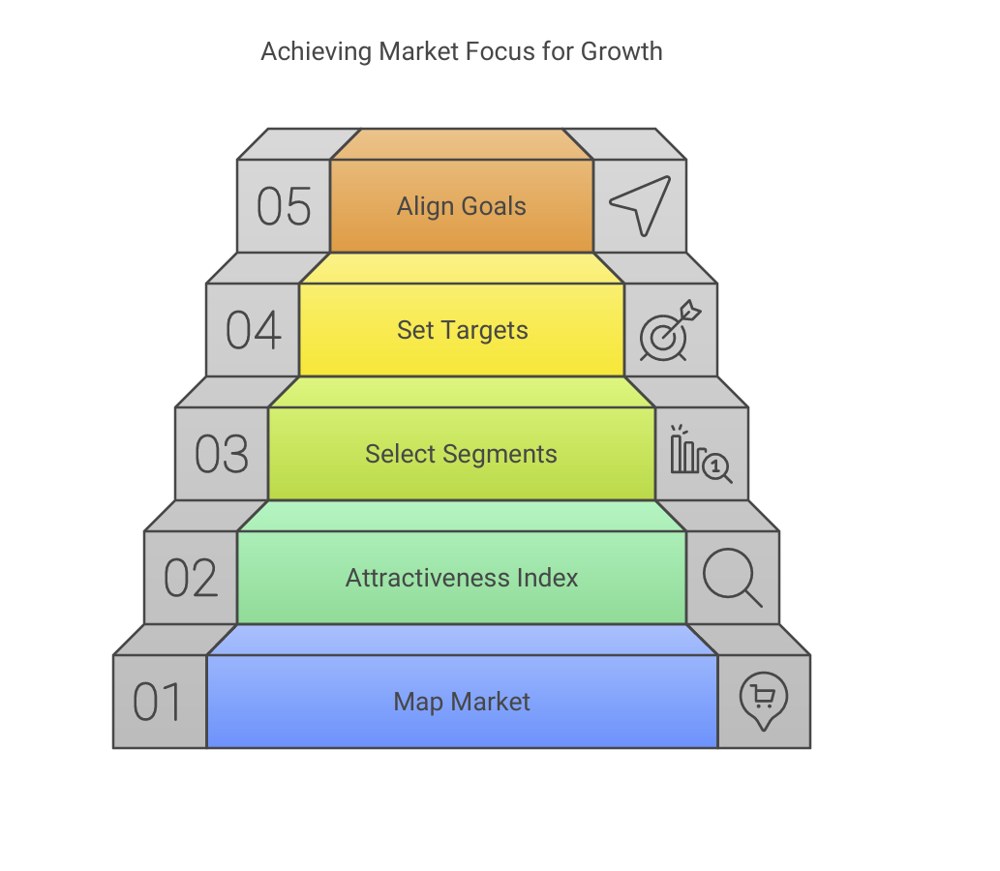 Achieving Market Focus for Growth
05
Align Goals
04
Set Targets
03
Select Segments
1
02
Attractiveness Index
01
Map Market